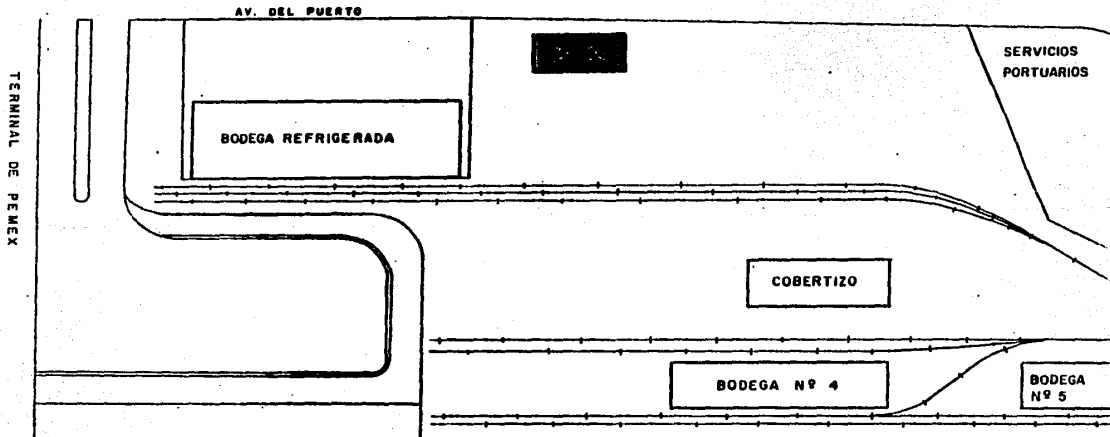 AV. DEL PUERTO
SERVICIOS
PORTUARIOS
TERMINAL DE PEMEX
BODEGA REFRIGERADA
COBERTIZO
BODEGA Nº 4
BODEGA
Nº 5